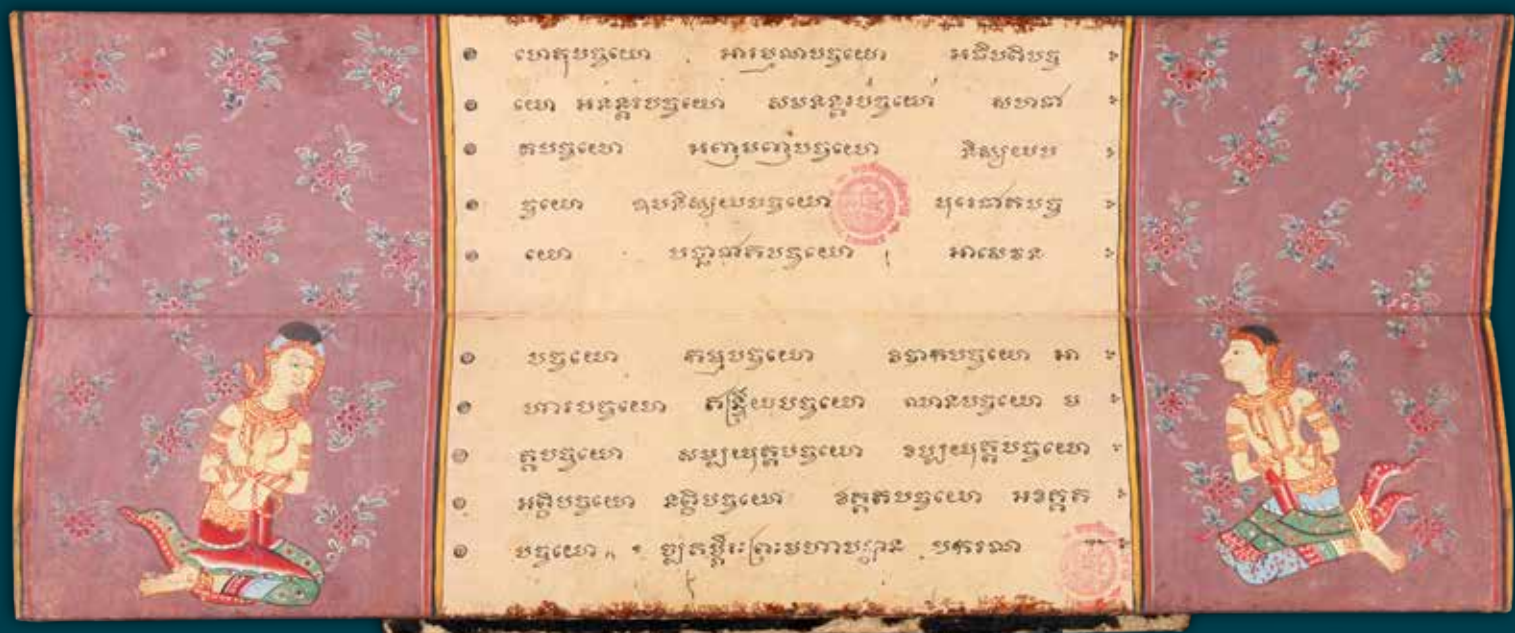 ហេតុបច្ចយោ អារម្មណបច្ចយោ អធិបតិបច្ច
យោ អនន្តរបច្ចយោ សមនន្តរបច្ចយោ សហជា
តបច្ចយោ អញ្ញមញ្ញបច្ចយោ និស្សយប
ច្ចយោ ឧបនិស្សយបច្ចយោ បុរេជាតបច្ច
យោ បច្ឆាជាតបច្ចយោ អាសេវន
បច្ចយោ កម្មបច្ចយោ វិបាកបច្ចយោ អា
ហារបច្ចយោ ឥន្ទ្រិយបច្ចយោ ឈានបច្ចយោ ម
គ្គបច្ចយោ សម្បយុត្តបច្ចយោ វិប្បយុត្តបច្ចយោ
អត្ថិបច្ចយោ នត្ថិបច្ចយោ វិគ្គតបច្ចយោ អវិគ្គត
បច្ចយោ ព្រះមហាបដ្ឋាន បករណ